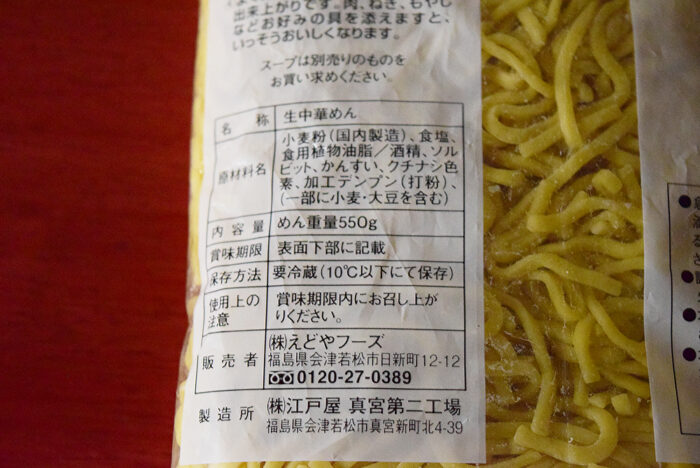 出来上がりです。肉、ねぎ、もやし
などお好みの具を添えますと、
いっそうおいしくなります。
スープは別売りのものを
お買い求めください。
名称 生中華めん
原材料名 小麦粉(国内製造)、食塩、
食用植物油脂/酒精、ソル
ビット、かんすい、クチナシ色
素、加工デンプン(打粉)、
(一部に小麦・大豆を含む)
内容量 めん重量550g
賞味期限 表面下部に記載
保存方法 要冷蔵(10℃以下にて保存)
使用上の注意 賞味期限内にお召し上が
りください。
販売者 (株)えどやフーズ
福島県会津若松市日新町12-12
0120-27-0389
製造所 (株)江戸屋 真宮第二工場
福島県会津若松市真宮新町北4-39